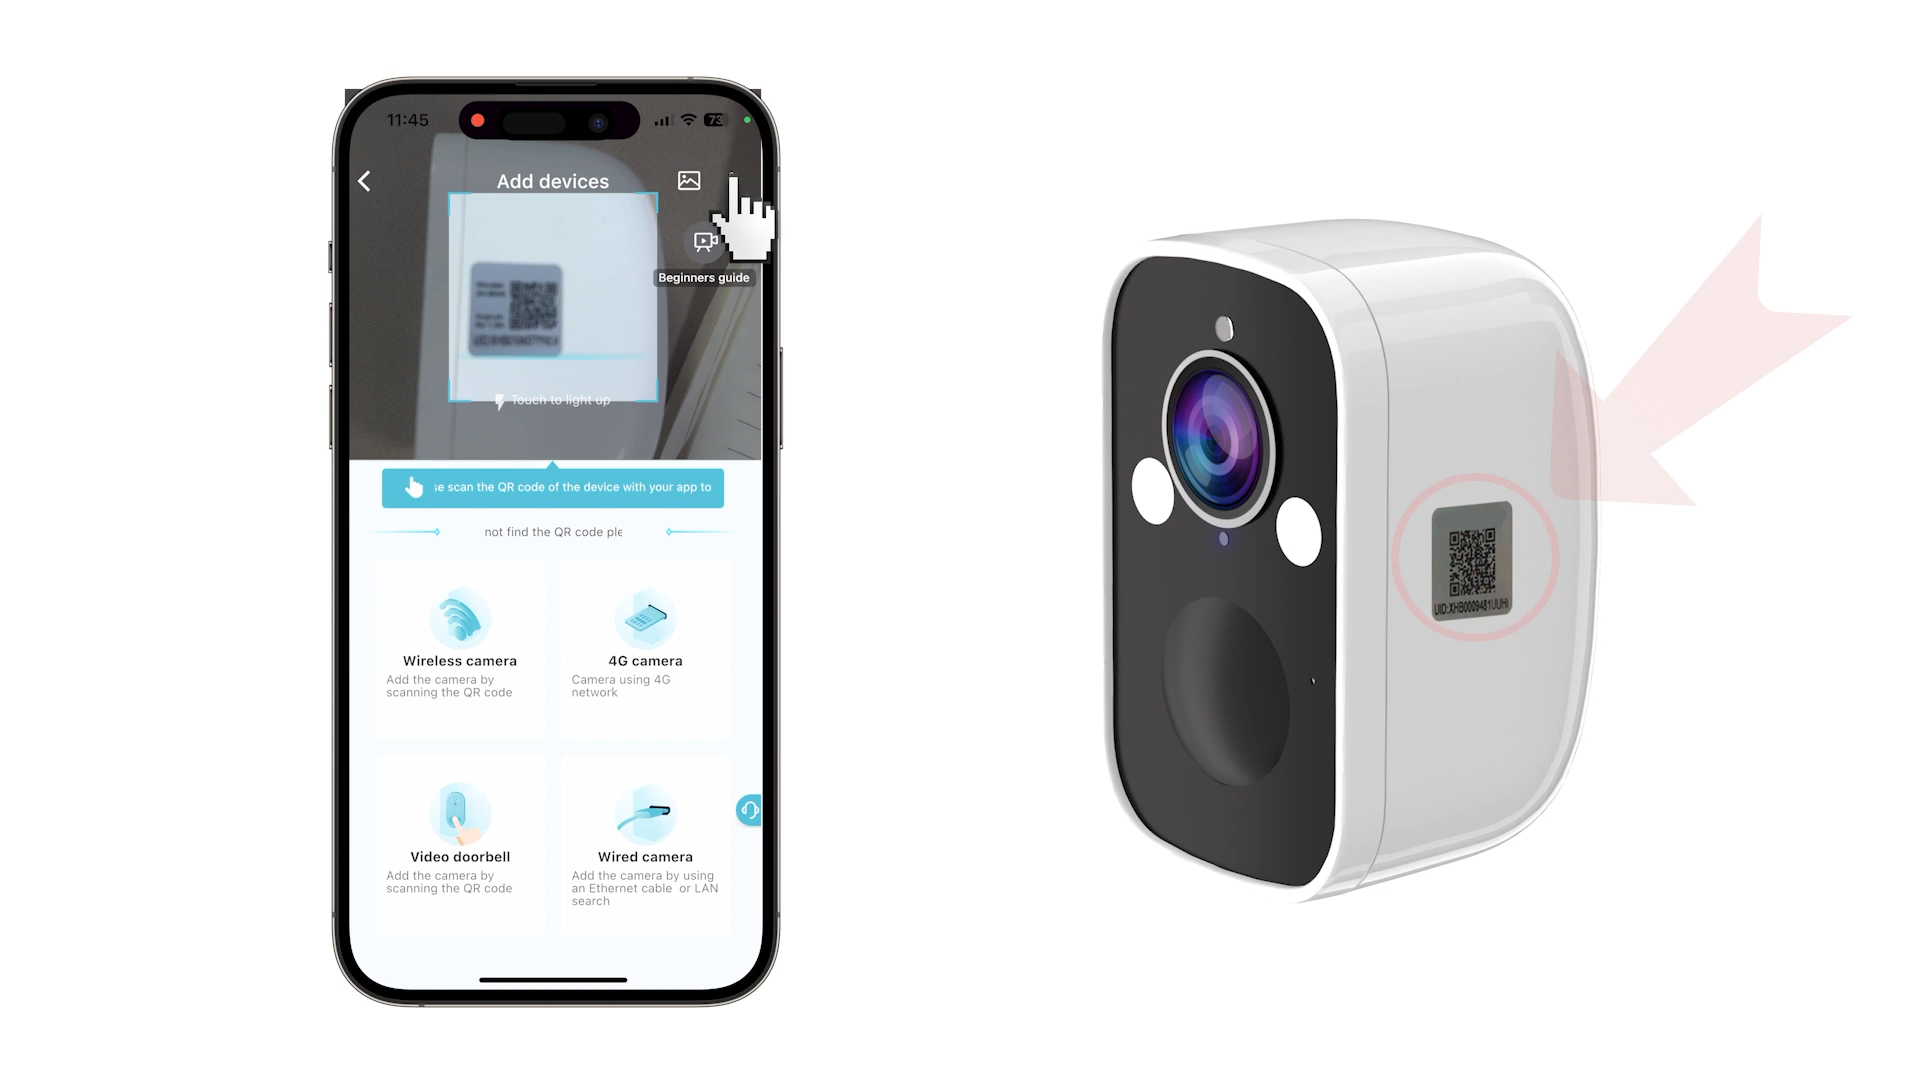 11:45
73
Add devices
Beginners guide
Touch to light up
se scan the QR code of the device with your app to
not find the QR code ple
Wireless camera
Add the camera by
scanning the QR code
4G camera
Camera using 4G
network
Video doorbell
Add the camera by
scanning the QR code
Wired camera
Add the camera by using
an Ethernet cable or LAN
search
UID:XHB0009481UUHi